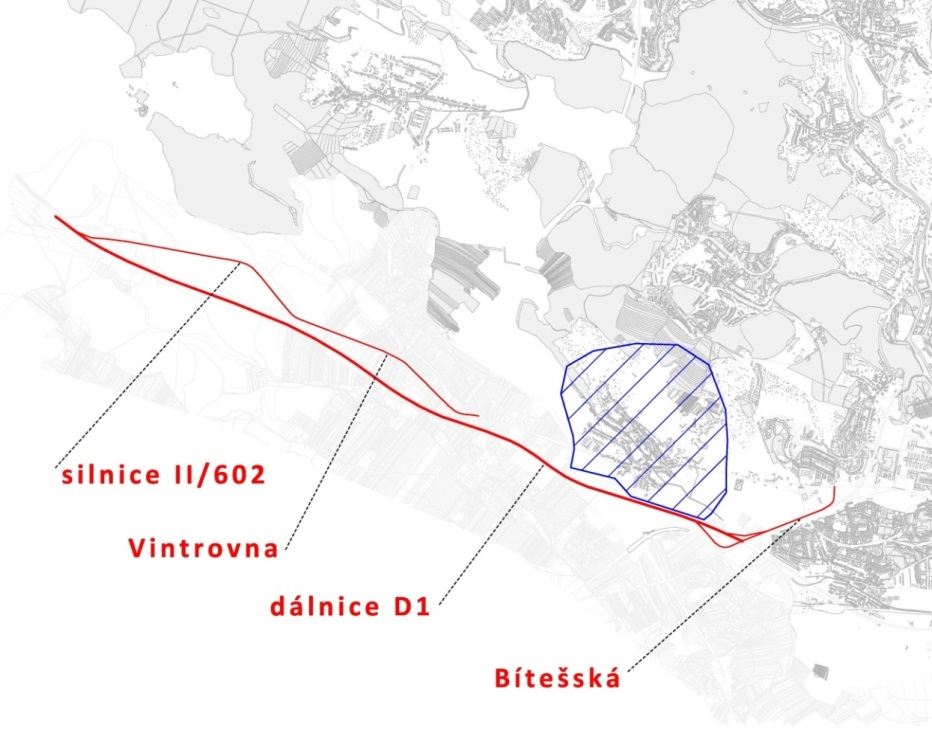 silnice II/602
Vintrovna
dálnice D1
Bítešská